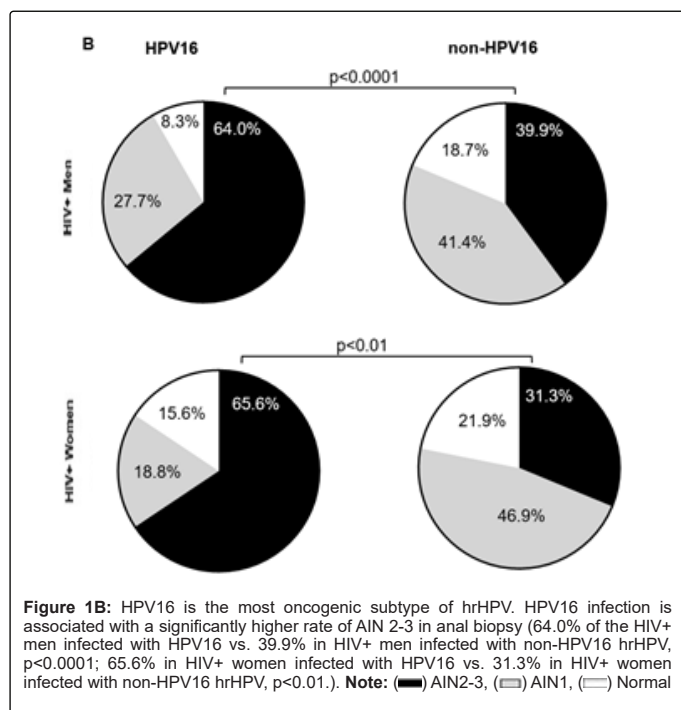 B HPV16 non-HPV16
p<0.0001
HIV+ Men
8.3% 64.0%
27.7%
39.9%
18.7%
41.4%
p<0.01
HIV+ Women
15.6% 65.6%
18.8%
31.3%
21.9%
46.9%
Figure 1B: HPV16 is the most oncogenic subtype of hrHPV. HPV16 infection is
associated with a significantly higher rate of AIN 2-3 in anal biopsy (64.0% of the HIV+
men infected with HPV16 vs. 39.9% in HIV+ men infected with non-HPV16 hrHPV,
p<0.0001; 65.6% in HIV+ women infected with HPV16 vs. 31.3% in HIV+ women
infected with non-HPV16 hrHPV, p<0.01.). Note: ( ) AIN2-3, ( ) AIN1, ( ) Normal